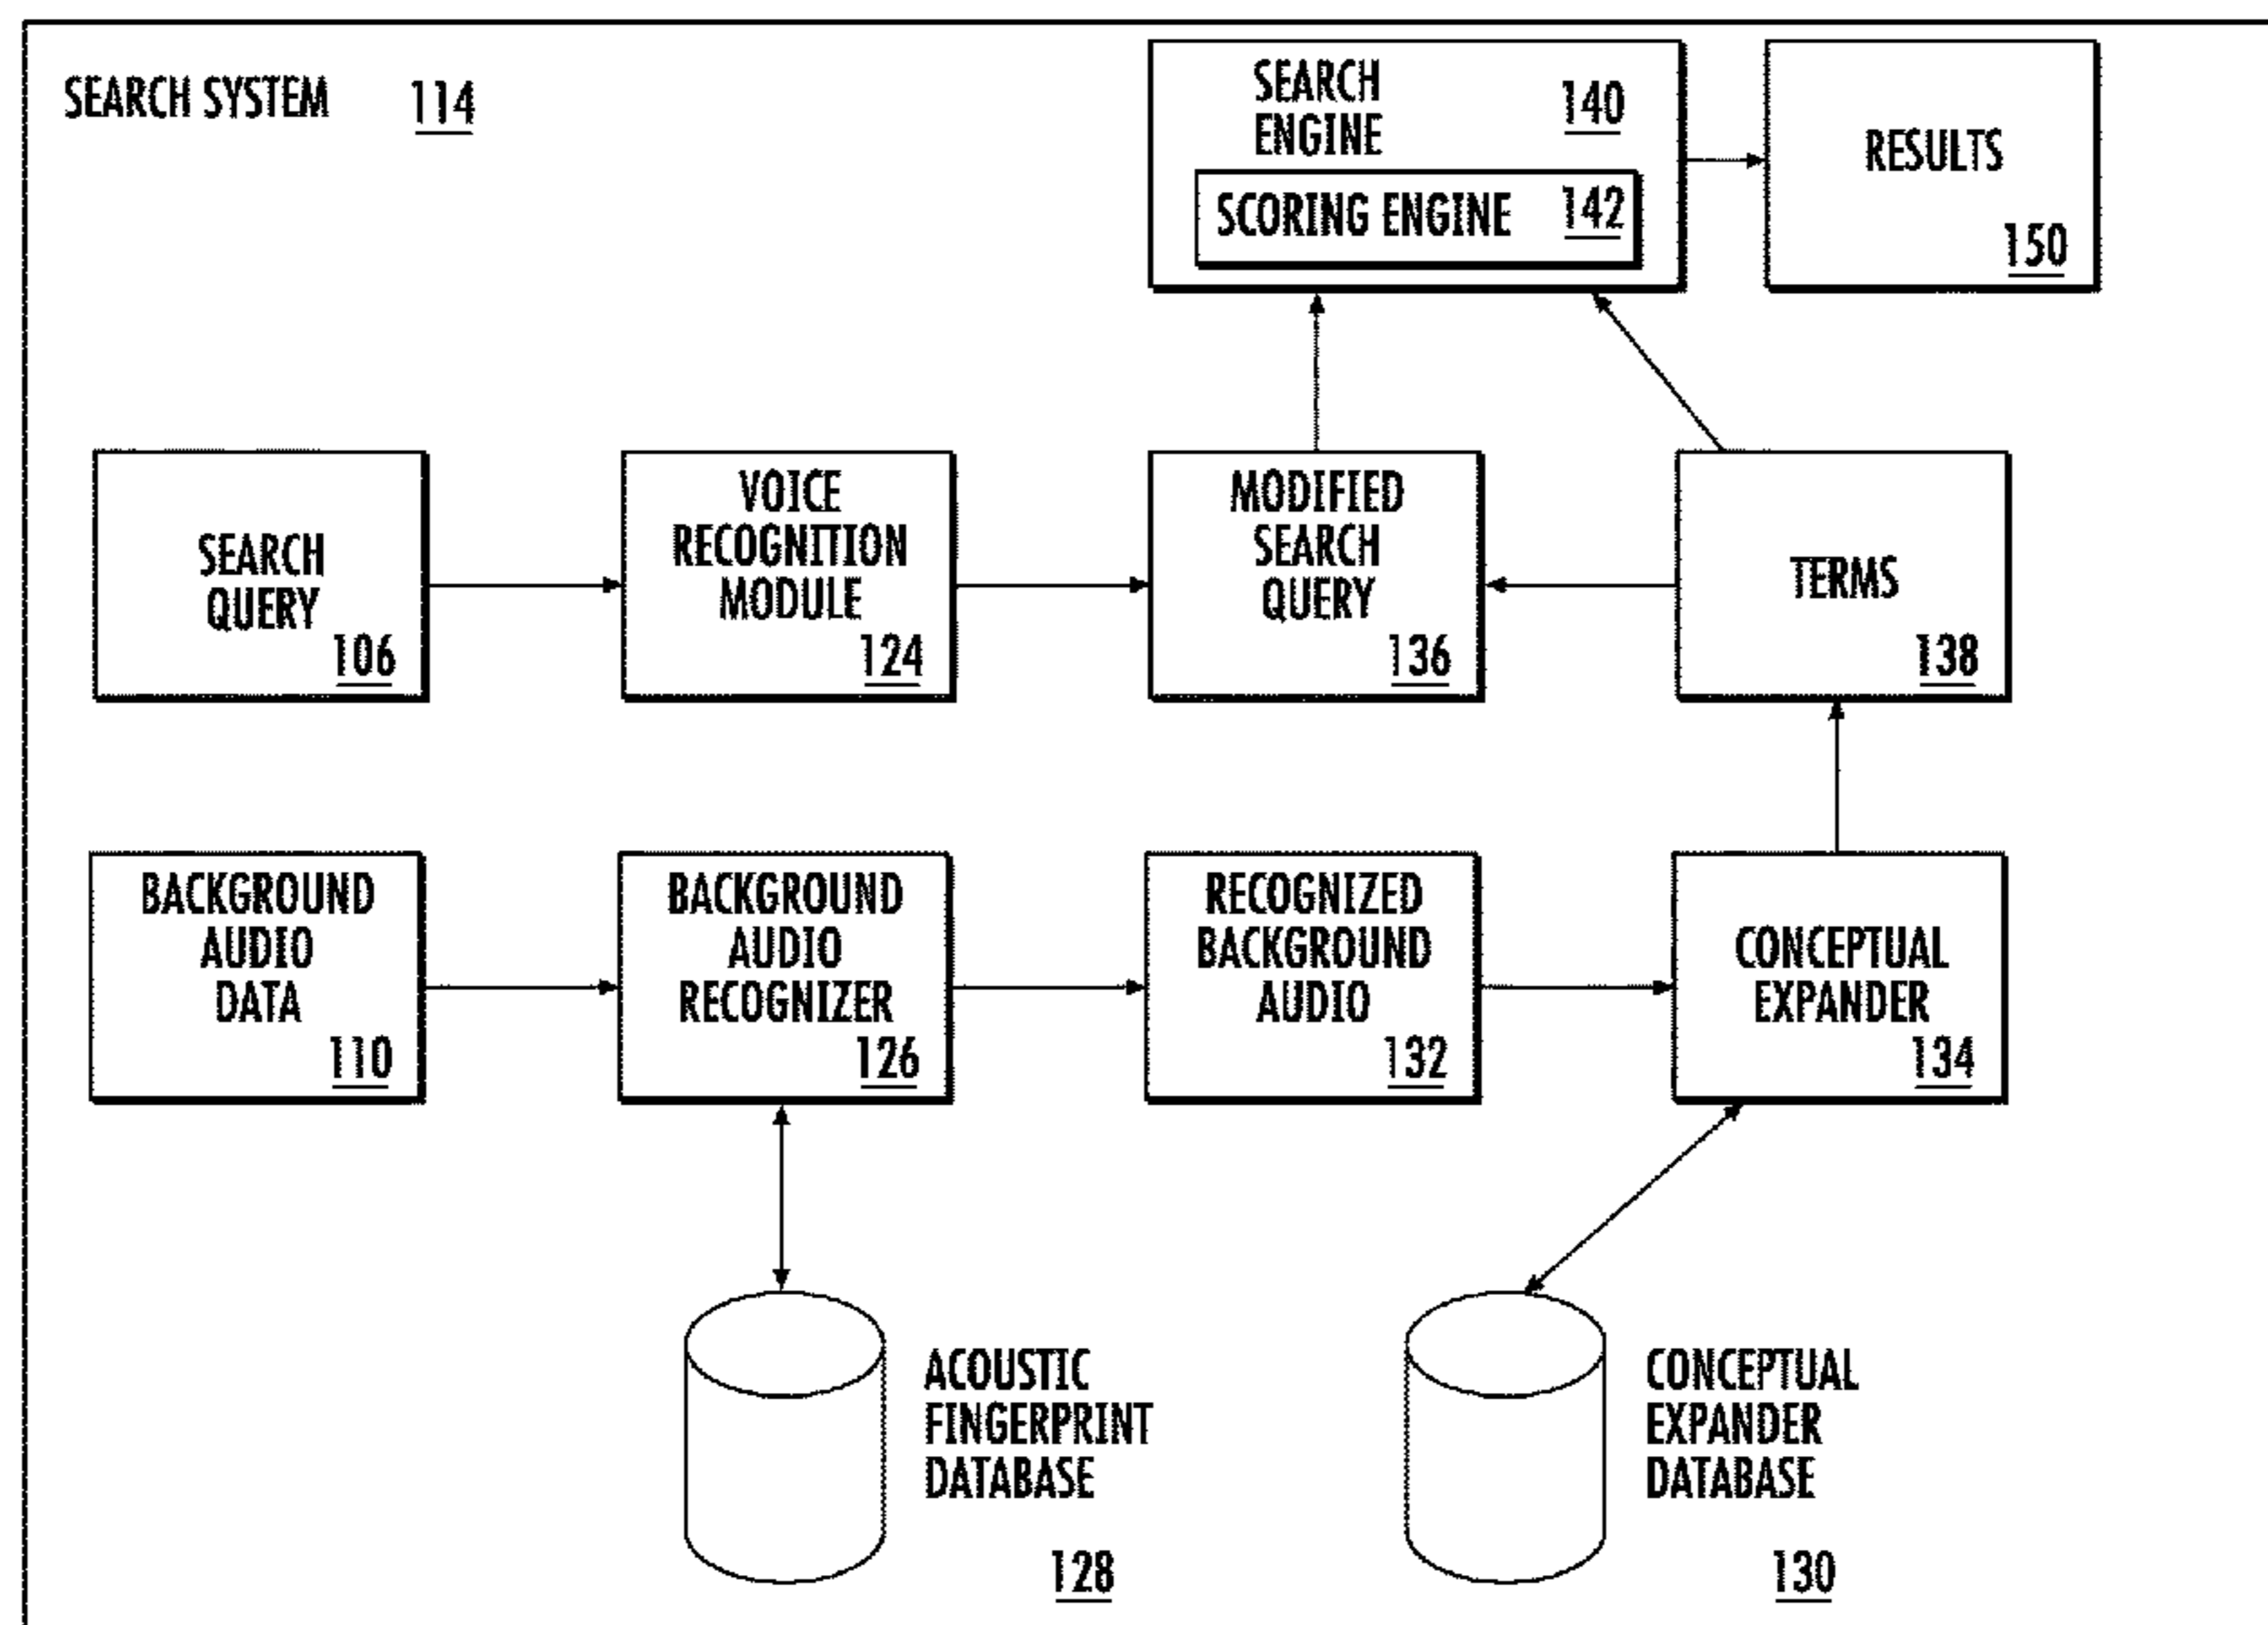 SEARCH SYSTEM 114
SEARCH
ENGINE
140
SCORING ENGINE 142
RESULTS
150
SEARCH
QUERY
106
VOICE
RECOGNITION
MODULE
124
MODIFIED
SEARCH
QUERY
136
TERMS
138
BACKGROUND
AUDIO
DATA
110
BACKGROUND
AUDIO
RECOGNIZER
126
RECOGNIZED
BACKGROUND
AUDIO
132
CONCEPTUAL
EXPANDER
134
ACOUSTIC
FINGERPRINT
DATABASE
128
CONCEPTUAL
EXPANDER
DATABASE
130